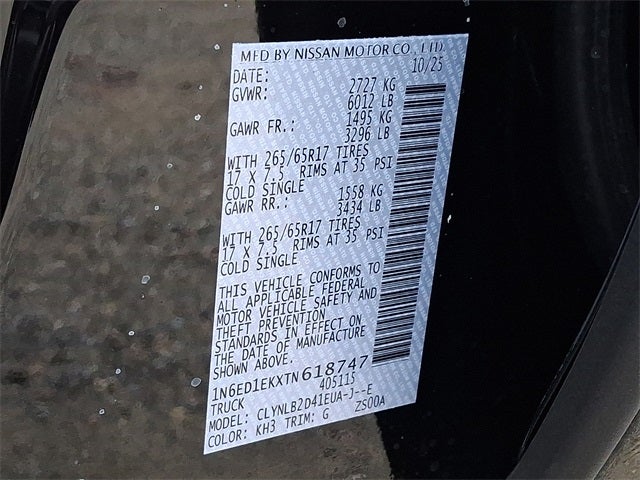 MFD BY NISSAN MOTOR CO., LTD.
DATE: 10/25
GVWR: 2727 KG
6012 LB
GAWR FR.: 1495 KG
3296 LB
WITH 265/65R17 TIRES
17 X 7.5 RIMS AT 35 PSI
COLD SINGLE
GAWR RR.: 1558 KG
3434 LB
WITH 265/65R17 TIRES
17 X 7.5 RIMS AT 35 PSI
COLD SINGLE
THIS VEHICLE CONFORMS TO
ALL APPLICABLE FEDERAL
MOTOR VEHICLE SAFETY AND
THEFT PREVENTION
STANDARDS IN EFFECT ON
THE DATE OF MANUFACTURE
SHOWN ABOVE.
1N6ED1EKXTN618747
TRUCK 405115
MODEL: CLYNLB2D41EUA-J--E
COLOR: KH3 TRIM: G ZS00A